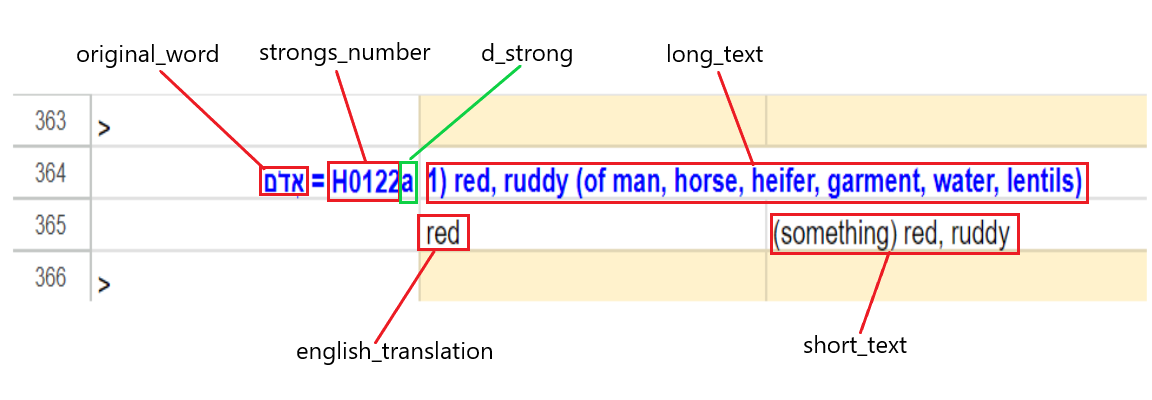 original_word strongs_number d_strong long_text
363 >
364 אדם = H0122a 1) red, ruddy (of man, horse, heifer, garment, water, lentils)
365 red (something) red, ruddy
366 >
english_translation short_text